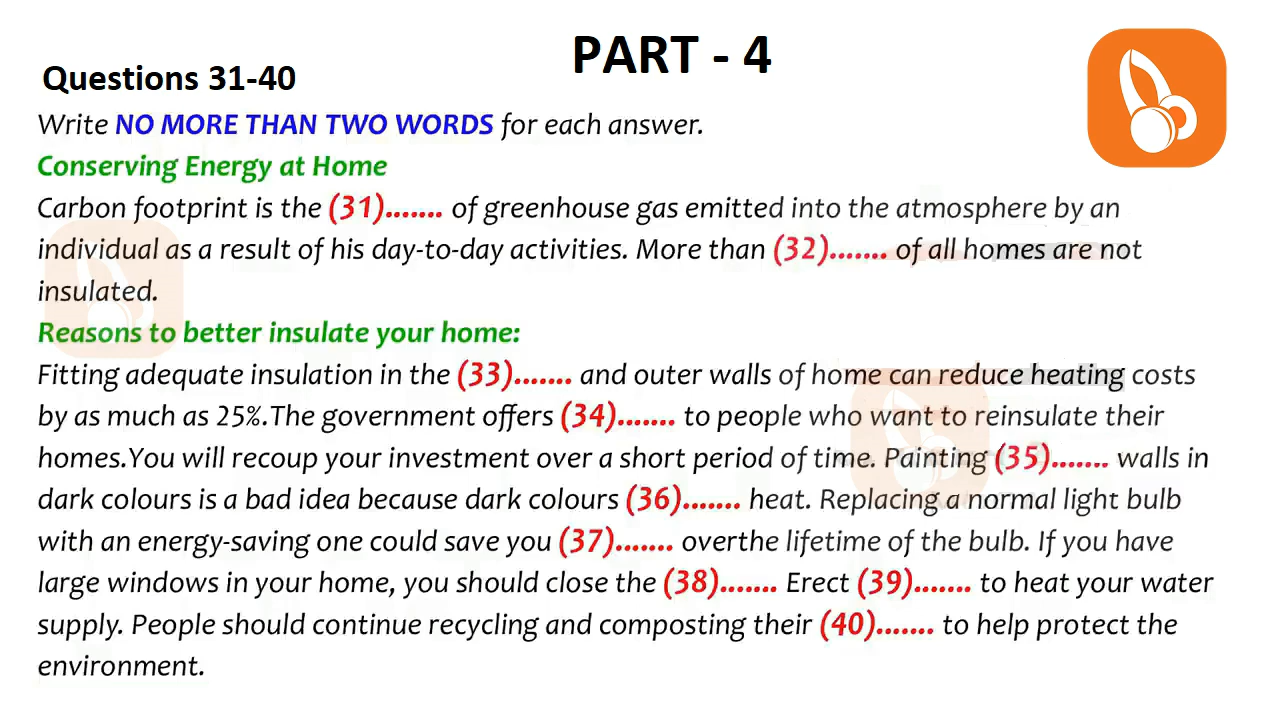 PART - 4
Questions 31-40
Write NO MORE THAN TWO WORDS for each answer.
Conserving Energy at Home
Carbon footprint is the (31)....... of greenhouse gas emitted into the atmosphere by an
individual as a result of his day-to-day activities. More than (32)....... of all homes are not
insulated.
Reasons to better insulate your home:
Fitting adequate insulation in the (33)....... and outer walls of home can reduce heating costs
by as much as 25%.The government offers (34)....... to people who want to reinsulate their
homes.You will recoup your investment over a short period of time. Painting (35)....... walls in
dark colours is a bad idea because dark colours (36)....... heat. Replacing a normal light bulb
with an energy-saving one could save you (37)....... overthe lifetime of the bulb. If you have
large windows in your home, you should close the (38)....... Erect (39)....... to heat your water
supply. People should continue recycling and composting their (40)....... to help protect the
environment.